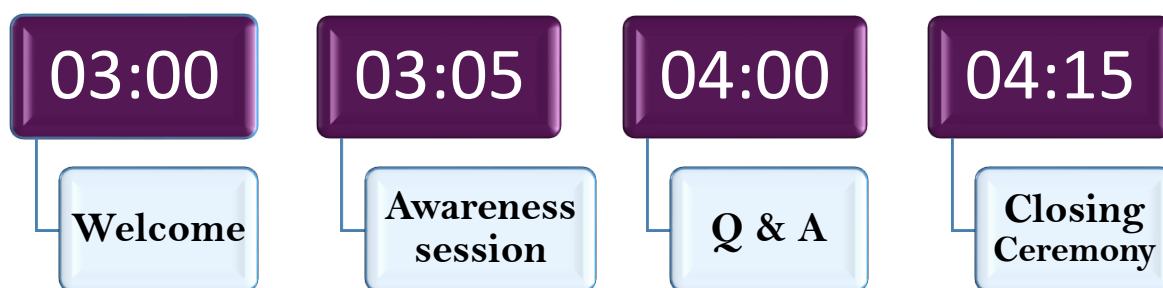 03:00
Welcome
03:05
Awareness
session
04:00
Q & A
04:15
Closing
Ceremony